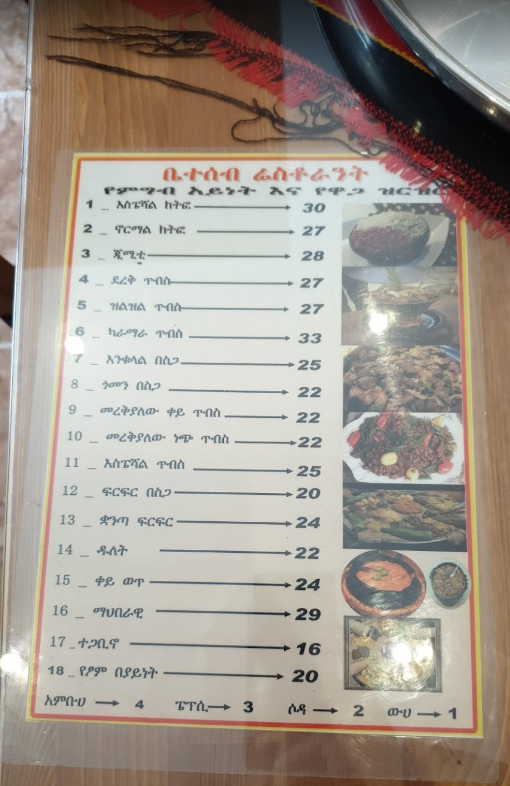 ቤተሰብ ሬስቶራንት
የምግብ አይነት እና የዋጋ ዝርዝር
1 _ እስፔሻል ክትፎ 30
2 _ ኖርማል ክትፎ 27
3 _ ጂሚቲ 28
4 _ ደረቅ ጥብስ 27
5 _ ዝልዝል ጥብስ 27
6 _ ካራማራ ጥብስ 33
7 _ እንቁላል በስጋ 25
8 _ ጎመን በስጋ 22
9 _ መረቅያለው ቀይ ጥብስ 22
10 _ መረቅያለው ነጭ ጥብስ 22
11 _ እስፔሻል ጥብስ 25
12 _ ፍርፍር በስጋ 20
13 _ ቋንጣ ፍርፍር 24
14 _ ዱለት 22
15 _ ቀይ ወጥ 24
16 _ ማህበራዊ 29
17 _ ተጋቢኖ 16
18 _ የፆም በያይነት 20
አምቡሀ 4 ፔፕሲ 3 ሶዳ 2 ውሀ 1